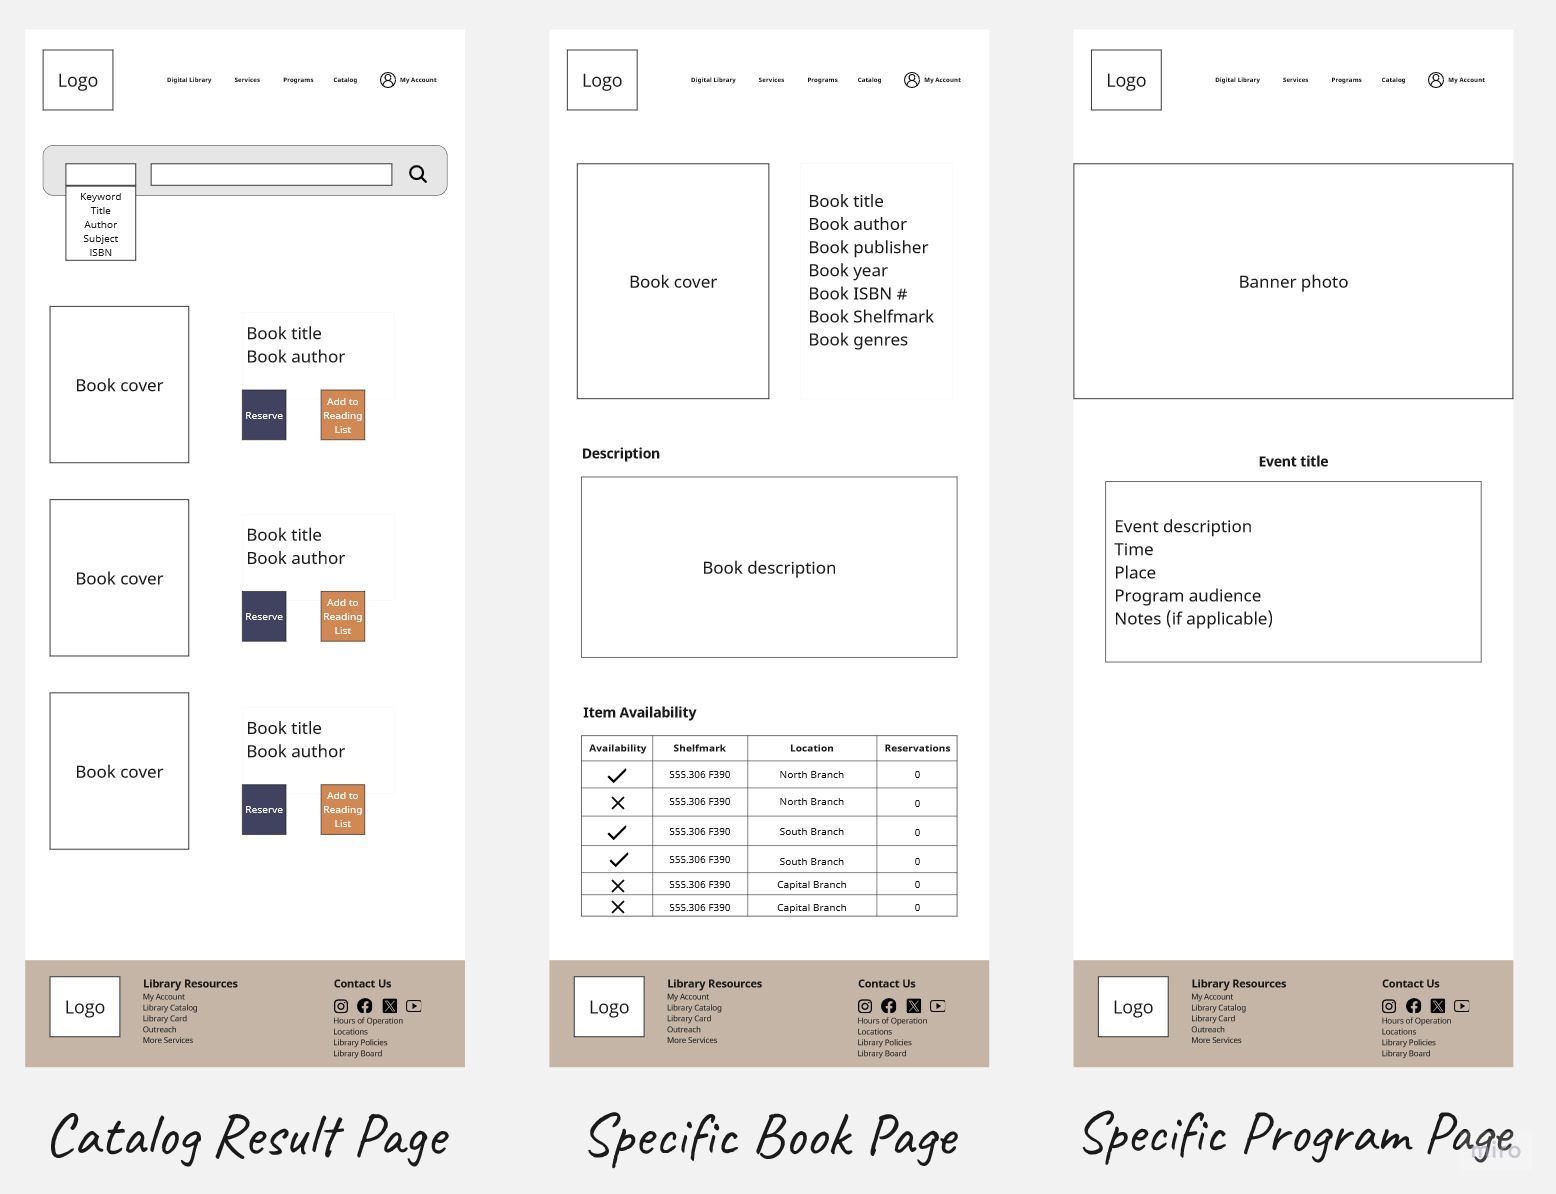 Logo
Digital Library Services Programs Catalog My Account
Keyword
Title
Author
Subject
ISBN
Book cover
Book title
Book author
Reserve
Add to
Reading
List
Book cover
Book title
Book author
Reserve
Add to
Reading
List
Book cover
Book title
Book author
Reserve
Add to
Reading
List
Logo
Library Resources
My Account
Library Catalog
Library Card
Outreach
More Services
Contact Us
Hours of Operation
Locations
Library Policies
Library Board
Catalog Result Page
Logo
Digital Library Services Programs Catalog My Account
Book cover
Book title
Book author
Book publisher
Book year
Book ISBN #
Book Shelfmark
Book genres
Description
Book description
Item Availability
Availability Shelfmark Location Reservations
555.306 F390 North Branch 0
555.306 F390 North Branch 0
555.306 F390 South Branch 0
555.306 F390 South Branch 0
555.306 F390 Capital Branch 0
555.306 F390 Capital Branch 0
Logo
Library Resources
My Account
Library Catalog
Library Card
Outreach
More Services
Contact Us
Hours of Operation
Locations
Library Policies
Library Board
Specific Book Page
Logo
Digital Library Services Programs Catalog My Account
Banner photo
Event title
Event description
Time
Place
Program audience
Notes (if applicable)
Logo
Library Resources
My Account
Library Catalog
Library Card
Outreach
More Services
Contact Us
Hours of Operation
Locations
Library Policies
Library Board
Specific Program Page
miro